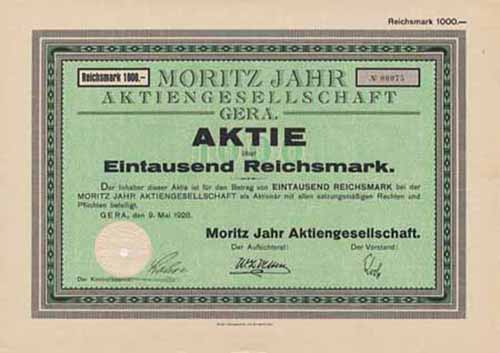 Reichsmark 1000.—
Reichsmark 1000.-
MORITZ JAHR
№ 00075
AKTIENGESELLSCHAFT
GERA.
AKTIE
über
Eintausend Reichsmark.
Der Inhaber dieser Aktie ist für den Betrag von EINTAUSEND REICHSMARK bei der
MORITZ JAHR AKTIENGESELLSCHAFT als Aktionär mit allen satzungsmäßigen Rechten und
Pflichten beteiligt.
GERA, den 9. Mai 1928.
Moritz Jahr Aktiengesellschaft.
Der Aufsichtsrat:
Der Vorstand:
Der Kontrollbeamte: